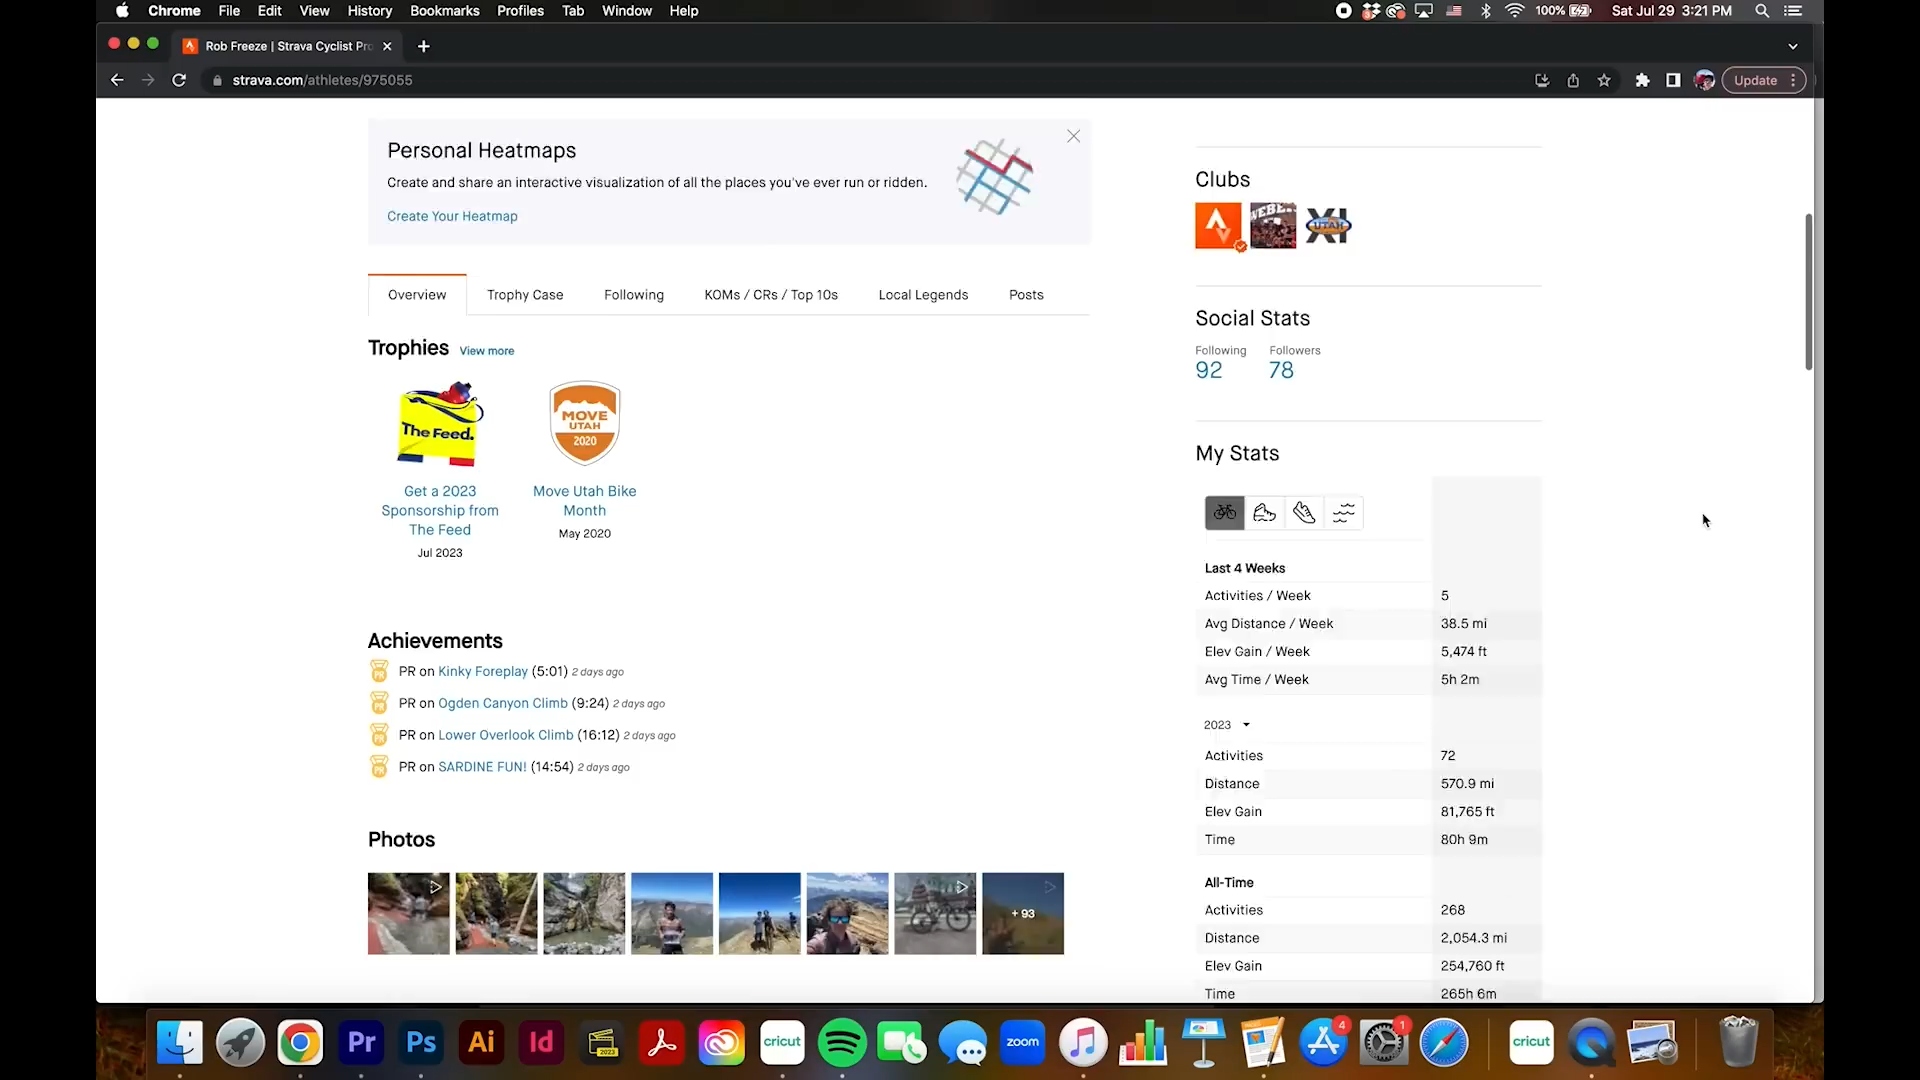 Chrome File Edit View History Bookmarks Profiles Tab Window Help
100% Sat Jul 29 3:21 PM
Rob Freeze | Strava Cyclist Pro
strava.com/athletes/975055
Update
Personal Heatmaps
Create and share an interactive visualization of all the places you've ever run or ridden.
Create Your Heatmap
Overview Trophy Case Following KOMs / CRs / Top 10s Local Legends Posts
Trophies View more
The Feed.
MOVE
UTAH
2020
Get a 2023
Sponsorship from
The Feed
Jul 2023
Move Utah Bike
Month
May 2020
Achievements
PR on Kinky Foreplay (5:01) 2 days ago
PR on Ogden Canyon Climb (9:24) 2 days ago
PR on Lower Overlook Climb (16:12) 2 days ago
PR on SARDINE FUN! (14:54) 2 days ago
Photos
+ 93
Clubs
WEBER
XI
UTAH
Social Stats
Following Followers
92 78
My Stats
Last 4 Weeks
Activities / Week 5
Avg Distance / Week 38.5 mi
Elev Gain / Week 5,474 ft
Avg Time / Week 5h 2m
2023
Activities 72
Distance 570.9 mi
Elev Gain 81,765 ft
Time 80h 9m
All-Time
Activities 268
Distance 2,054.3 mi
Elev Gain 254,760 ft
Time 265h 6m
Pr Ps Ai Id 2023 cricut zoom 4 1 cricut